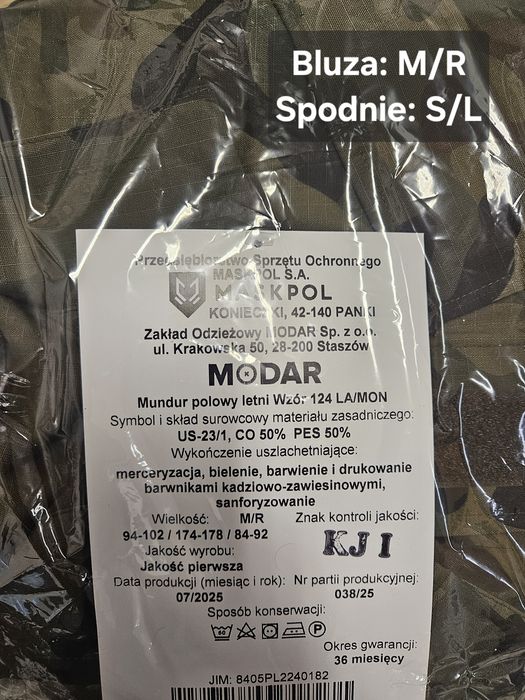 Bluza: M/R
Spodnie: S/L
Przedsiębiorstwo Sprzętu Ochronnego
MASKPOL S.A.
MASKPOL
KONIECZKI, 42-140 PANKI
Zakład Odzieżowy MODAR Sp. z o.o.
ul. Krakowska 50, 28-200 Staszów
MODAR
Mundur polowy letni Wzór 124 LA/MON
Symbol i skład surowcowy materiału zasadniczego:
US-23/1, CO 50% PES 50%
Wykończenie uszlachetniające:
merceryzacja, bielenie, barwienie i drukowanie
barwnikami kadziowo-zawiesinowymi,
sanforyzowanie
Wielkość: M/R Znak kontroli jakości:
94-102 / 174-178 / 84-92 KJ 1
Jakość wyrobu:
Jakość pierwsza
Data produkcji (miesiąc i rok): Nr partii produkcyjnej:
07/2025 038/25
Sposób konserwacji:
60 P
Okres gwarancji:
36 miesięcy
JIM: 8405PL2240182